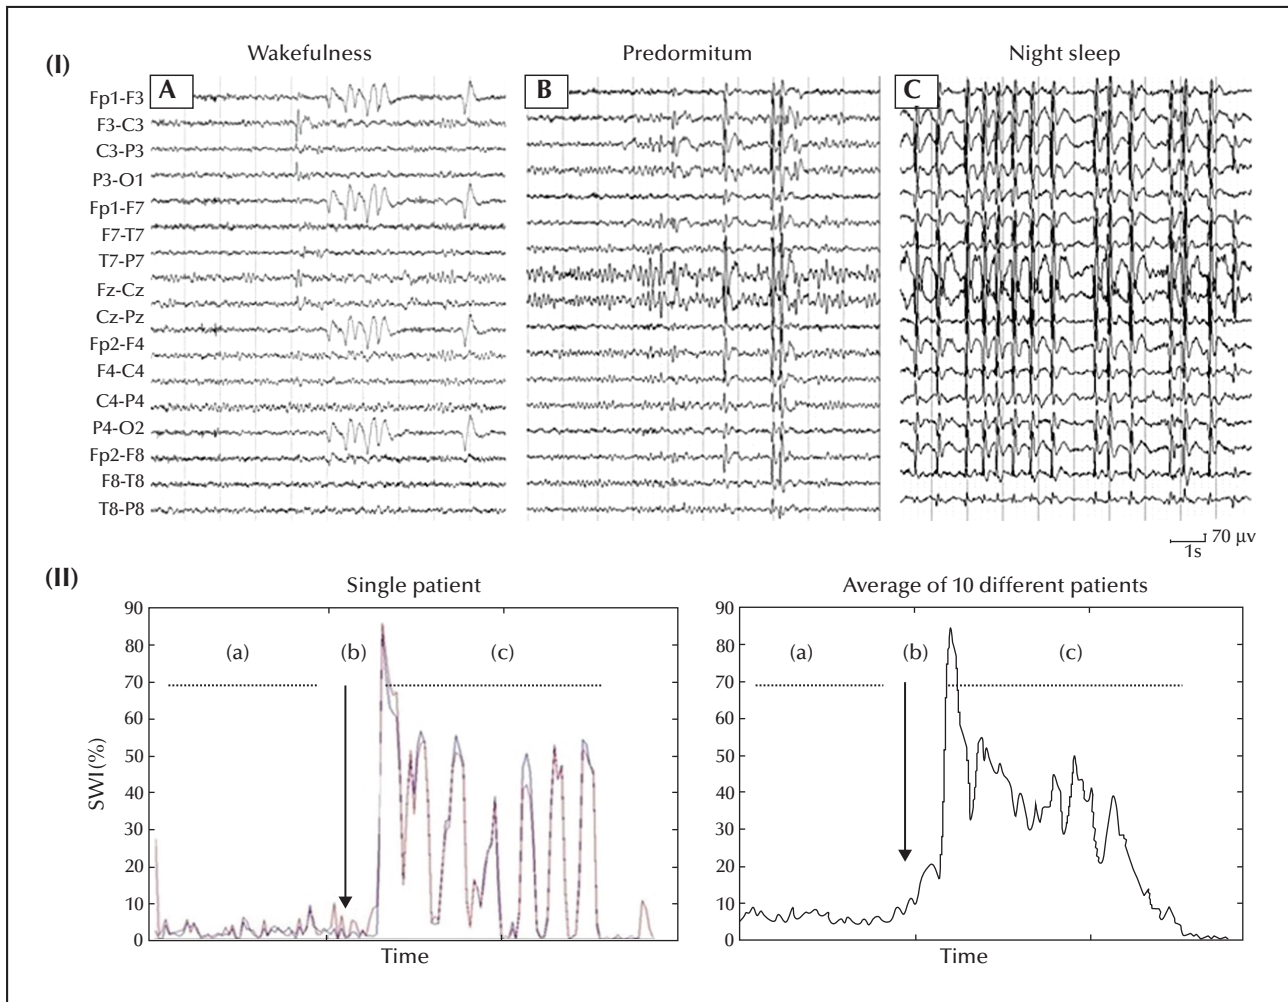 (I)
Wakefulness
Predormitum
Night sleep
A
B
C
Fp1-F3
F3-C3
C3-P3
P3-O1
Fp1-F7
F7-T7
T7-P7
Fz-Cz
Cz-Pz
Fp2-F4
F4-C4
C4-P4
P4-O2
Fp2-F8
F8-T8
T8-P8
70 μv
1s
(II)
Single patient
Average of 10 different patients
90
80
70
60
50
40
30
20
10
0
SWI(%)
(a)
(b)
(c)
Time
90
80
70
60
50
40
30
20
10
0
(a)
(b)
(c)
Time